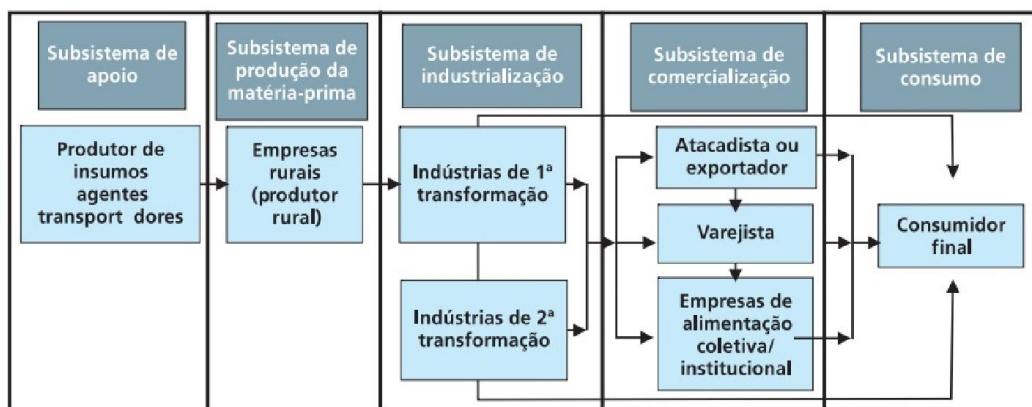 Subsistema de
apoio
Subsistema de
produção da
matéria-prima
Subsistema de
industrialização
Subsistema de
comercialização
Subsistema de
consumo
Produtor de
insumos
agentes
transport dores
Empresas
rurais
(produtor
rural)
Indústrias de 1ª
transformação
Indústrias de 2ª
transformação
Atacadista ou
exportador
Varejista
Empresas de
alimentação
coletiva/
institucional
Consumidor
final